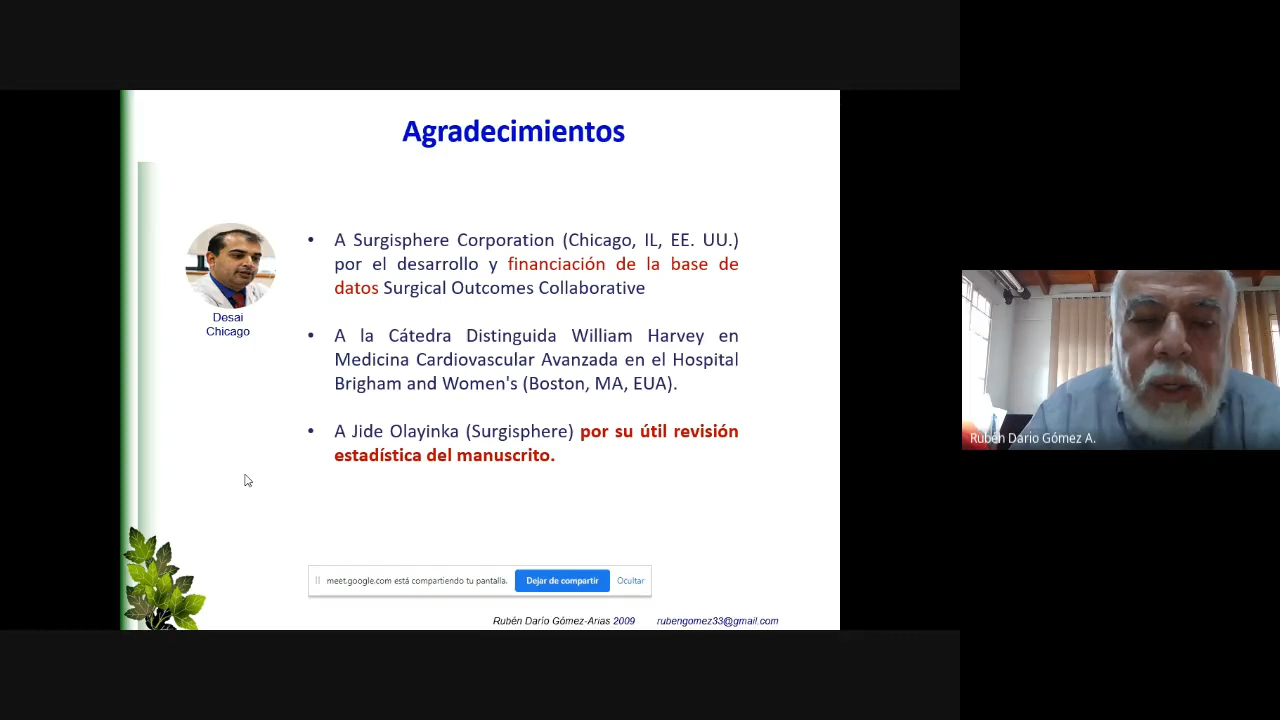 Agradecimientos
Desai
Chicago
• A Surgisphere Corporation (Chicago, IL, EE. UU.)
por el desarrollo y financiación de la base de
datos Surgical Outcomes Collaborative
• A la Cátedra Distinguida William Harvey en
Medicina Cardiovascular Avanzada en el Hospital
Brigham and Women's (Boston, MA, EUA).
• A Jide Olayinka (Surgisphere) por su útil revisión
estadística del manuscrito.
meet.google.com está compartiendo tu pantalla. Dejar de compartir Ocultar
Rubén Darío Gómez-Arias 2009 rubengomez33@gmail.com
Rubén Dario Gómez A.